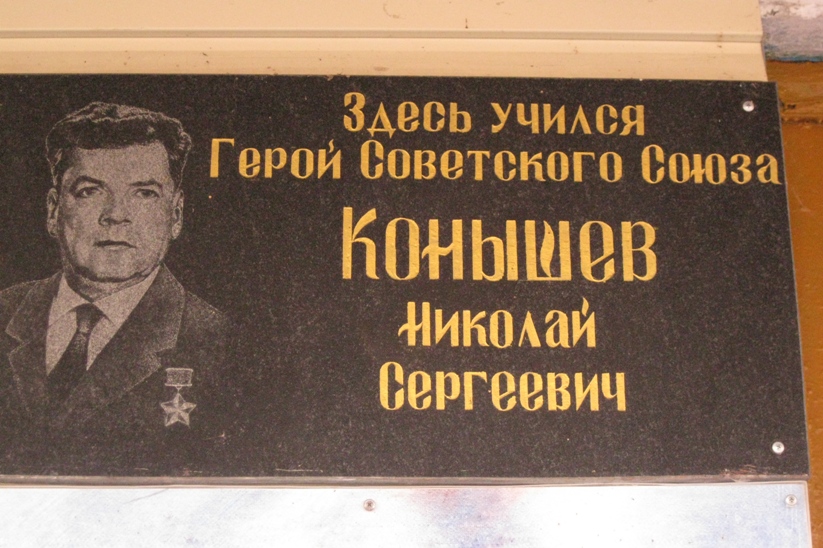 Здесь учился
Герой Советского Союза
Конышев
Николай
Сергеевич